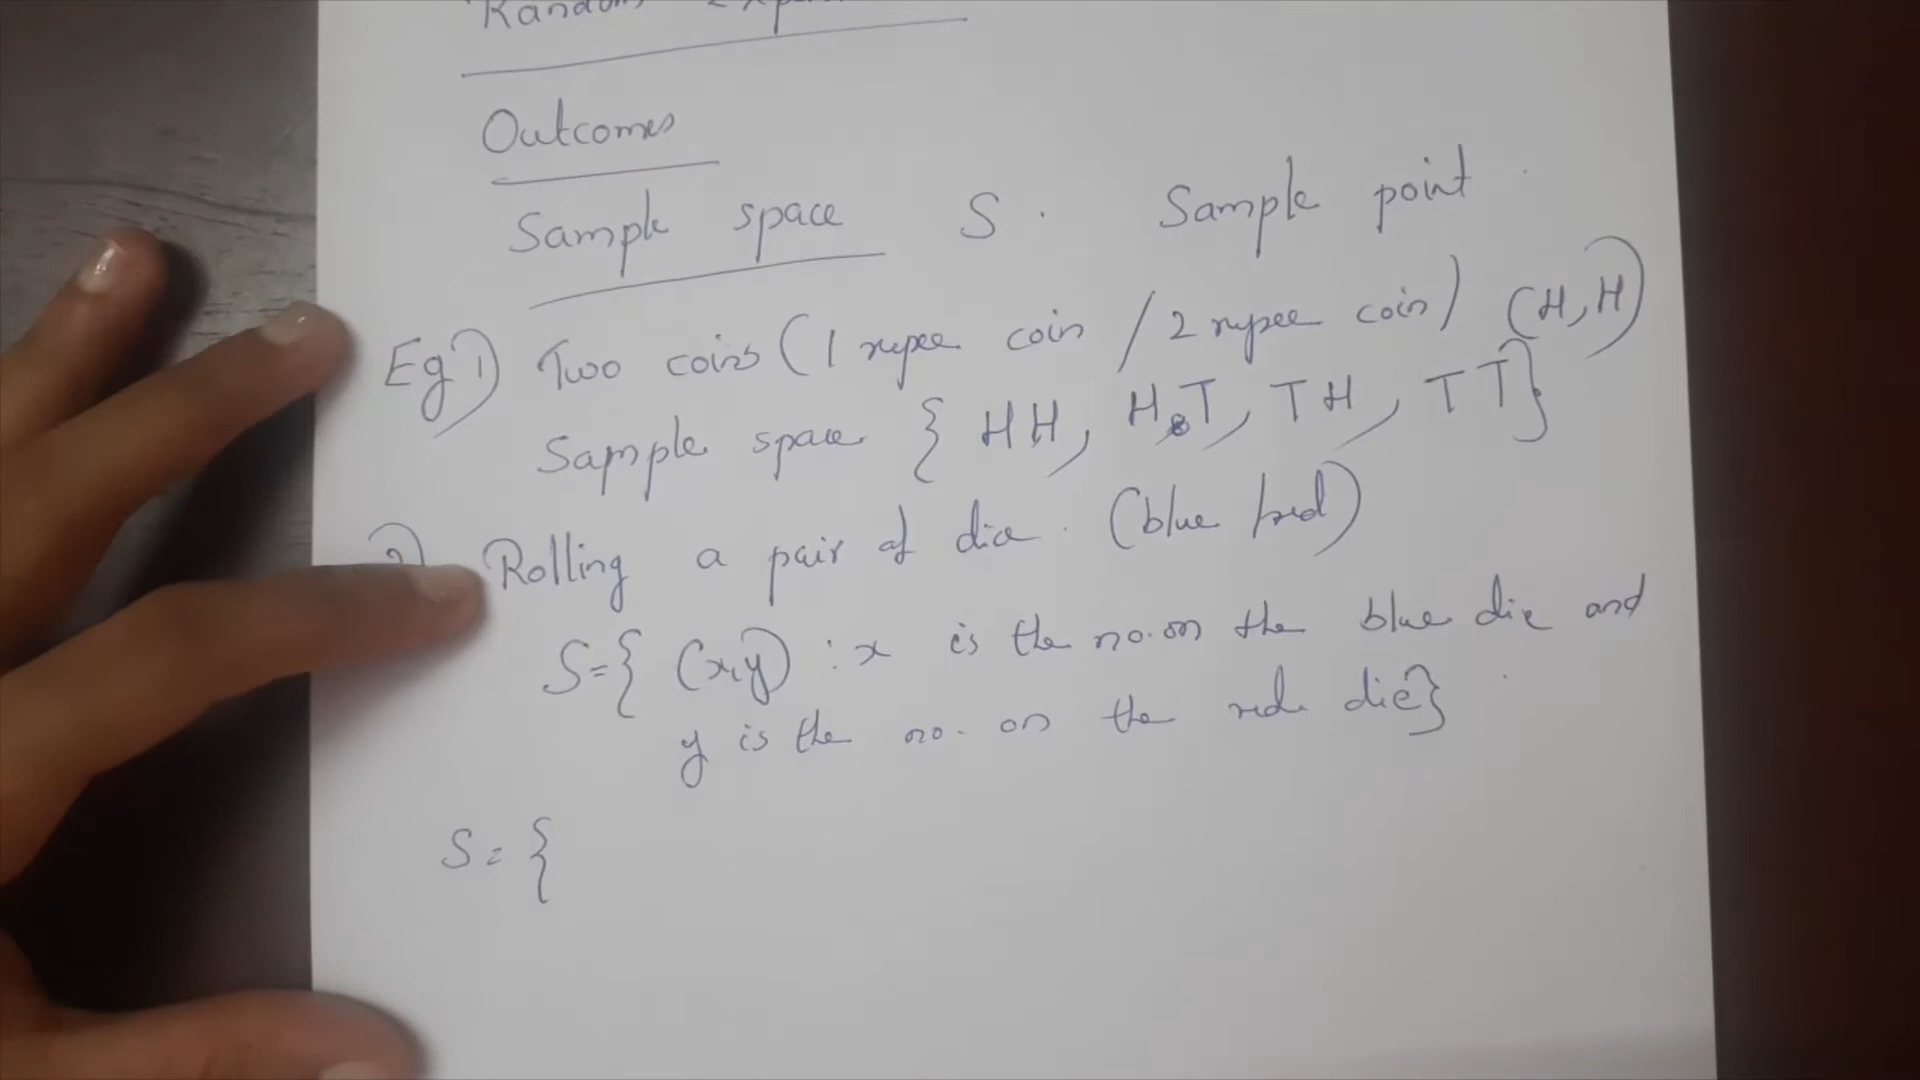 Random
Outcomes
Sample space S. Sample point.
Eg 1) Two coins (1 rupee coin / 2 rupee coin) (H,H)
Sample space { HH, HT, TH, TT}
2) Rolling a pair of dice. (blue/red)
S={ (x,y) : x is the no. on the blue die and
y is the no. on the red die}
S = {